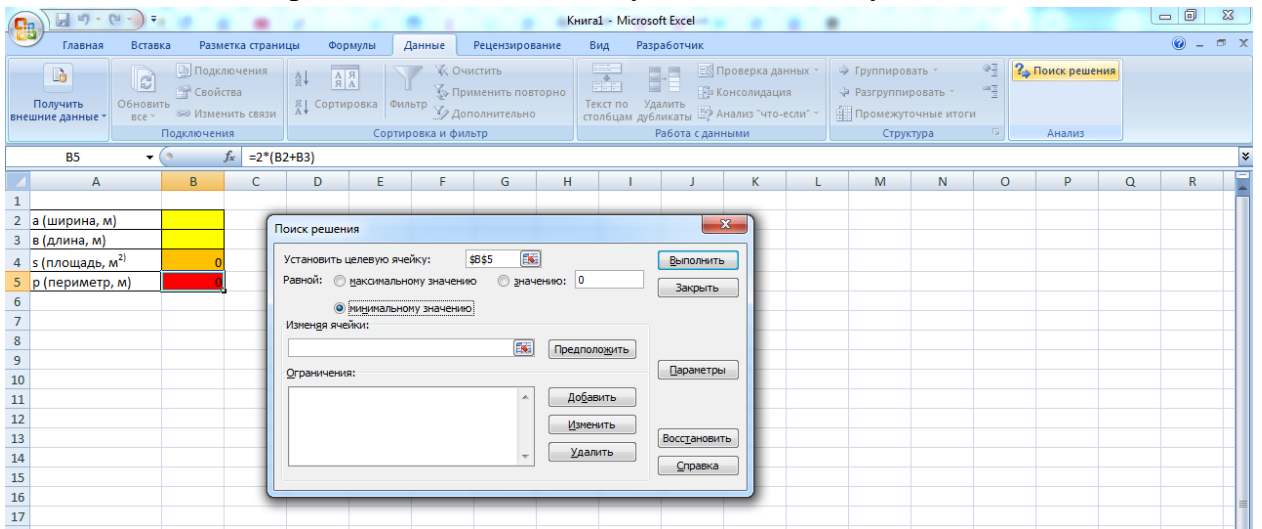 Книга1 - Microsoft Excel
Главная Вставка Разметка страницы Формулы Данные Рецензирование Вид Разработчик
Получить внешние данные
Обновить все
Подключения
Свойства
Изменить связи
Подключения
Сортировка
Фильтр
Очистить
Применить повторно
Дополнительно
Сортировка и фильтр
Текст по столбцам
Удалить дубликаты
Проверка данных
Консолидация
Анализ "что-если"
Работа с данными
Группировать
Разгруппировать
Промежуточные итоги
Структура
Поиск решения
Анализ
B5 fx =2*(B2+B3)
A B C D E F G H I J K L M N O P Q R
1
2 a (ширина, м)
3 в (длина, м)
4 s (площадь, м²) 0
5 p (периметр, м) 0
6
7
8
9
10
11
12
13
14
15
16
17
Поиск решения
Установить целевую ячейку: $B$5
Равной: максимальному значению значению: 0
минимальному значению
Изменяя ячейки:
Предположить
Ограничения:
Добавить
Изменить
Удалить
Выполнить
Закрыть
Параметры
Восстановить
Справка